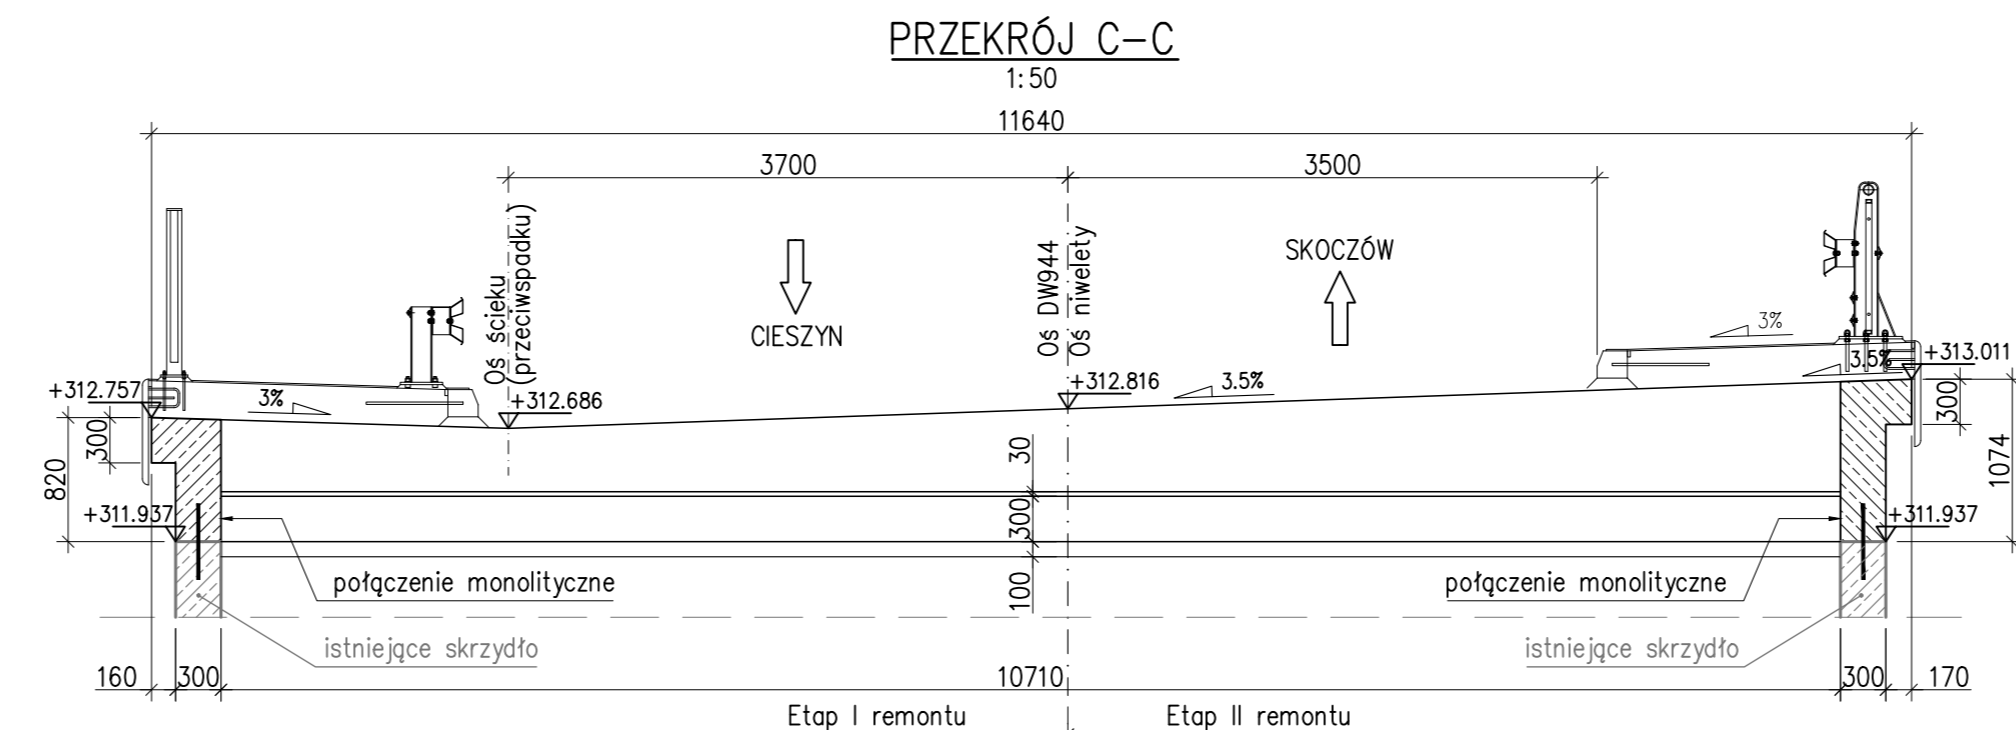 PRZEKRÓJ C-C
1:50
11640
3700
3500
Oś ścieku
(przeciwspadku)
CIESZYN
Oś DW944
Oś niwelety
SKOCZÓW
3%
3.5%
+313.011
+312.757
3%
+312.686
+312.816
3.5%
300
820
300
1074
30
300
100
+311.937
+311.937
połączenie monolityczne
połączenie monolityczne
istniejące skrzydło
istniejące skrzydło
160
300
10710
300
170
Etap I remontu
Etap II remontu